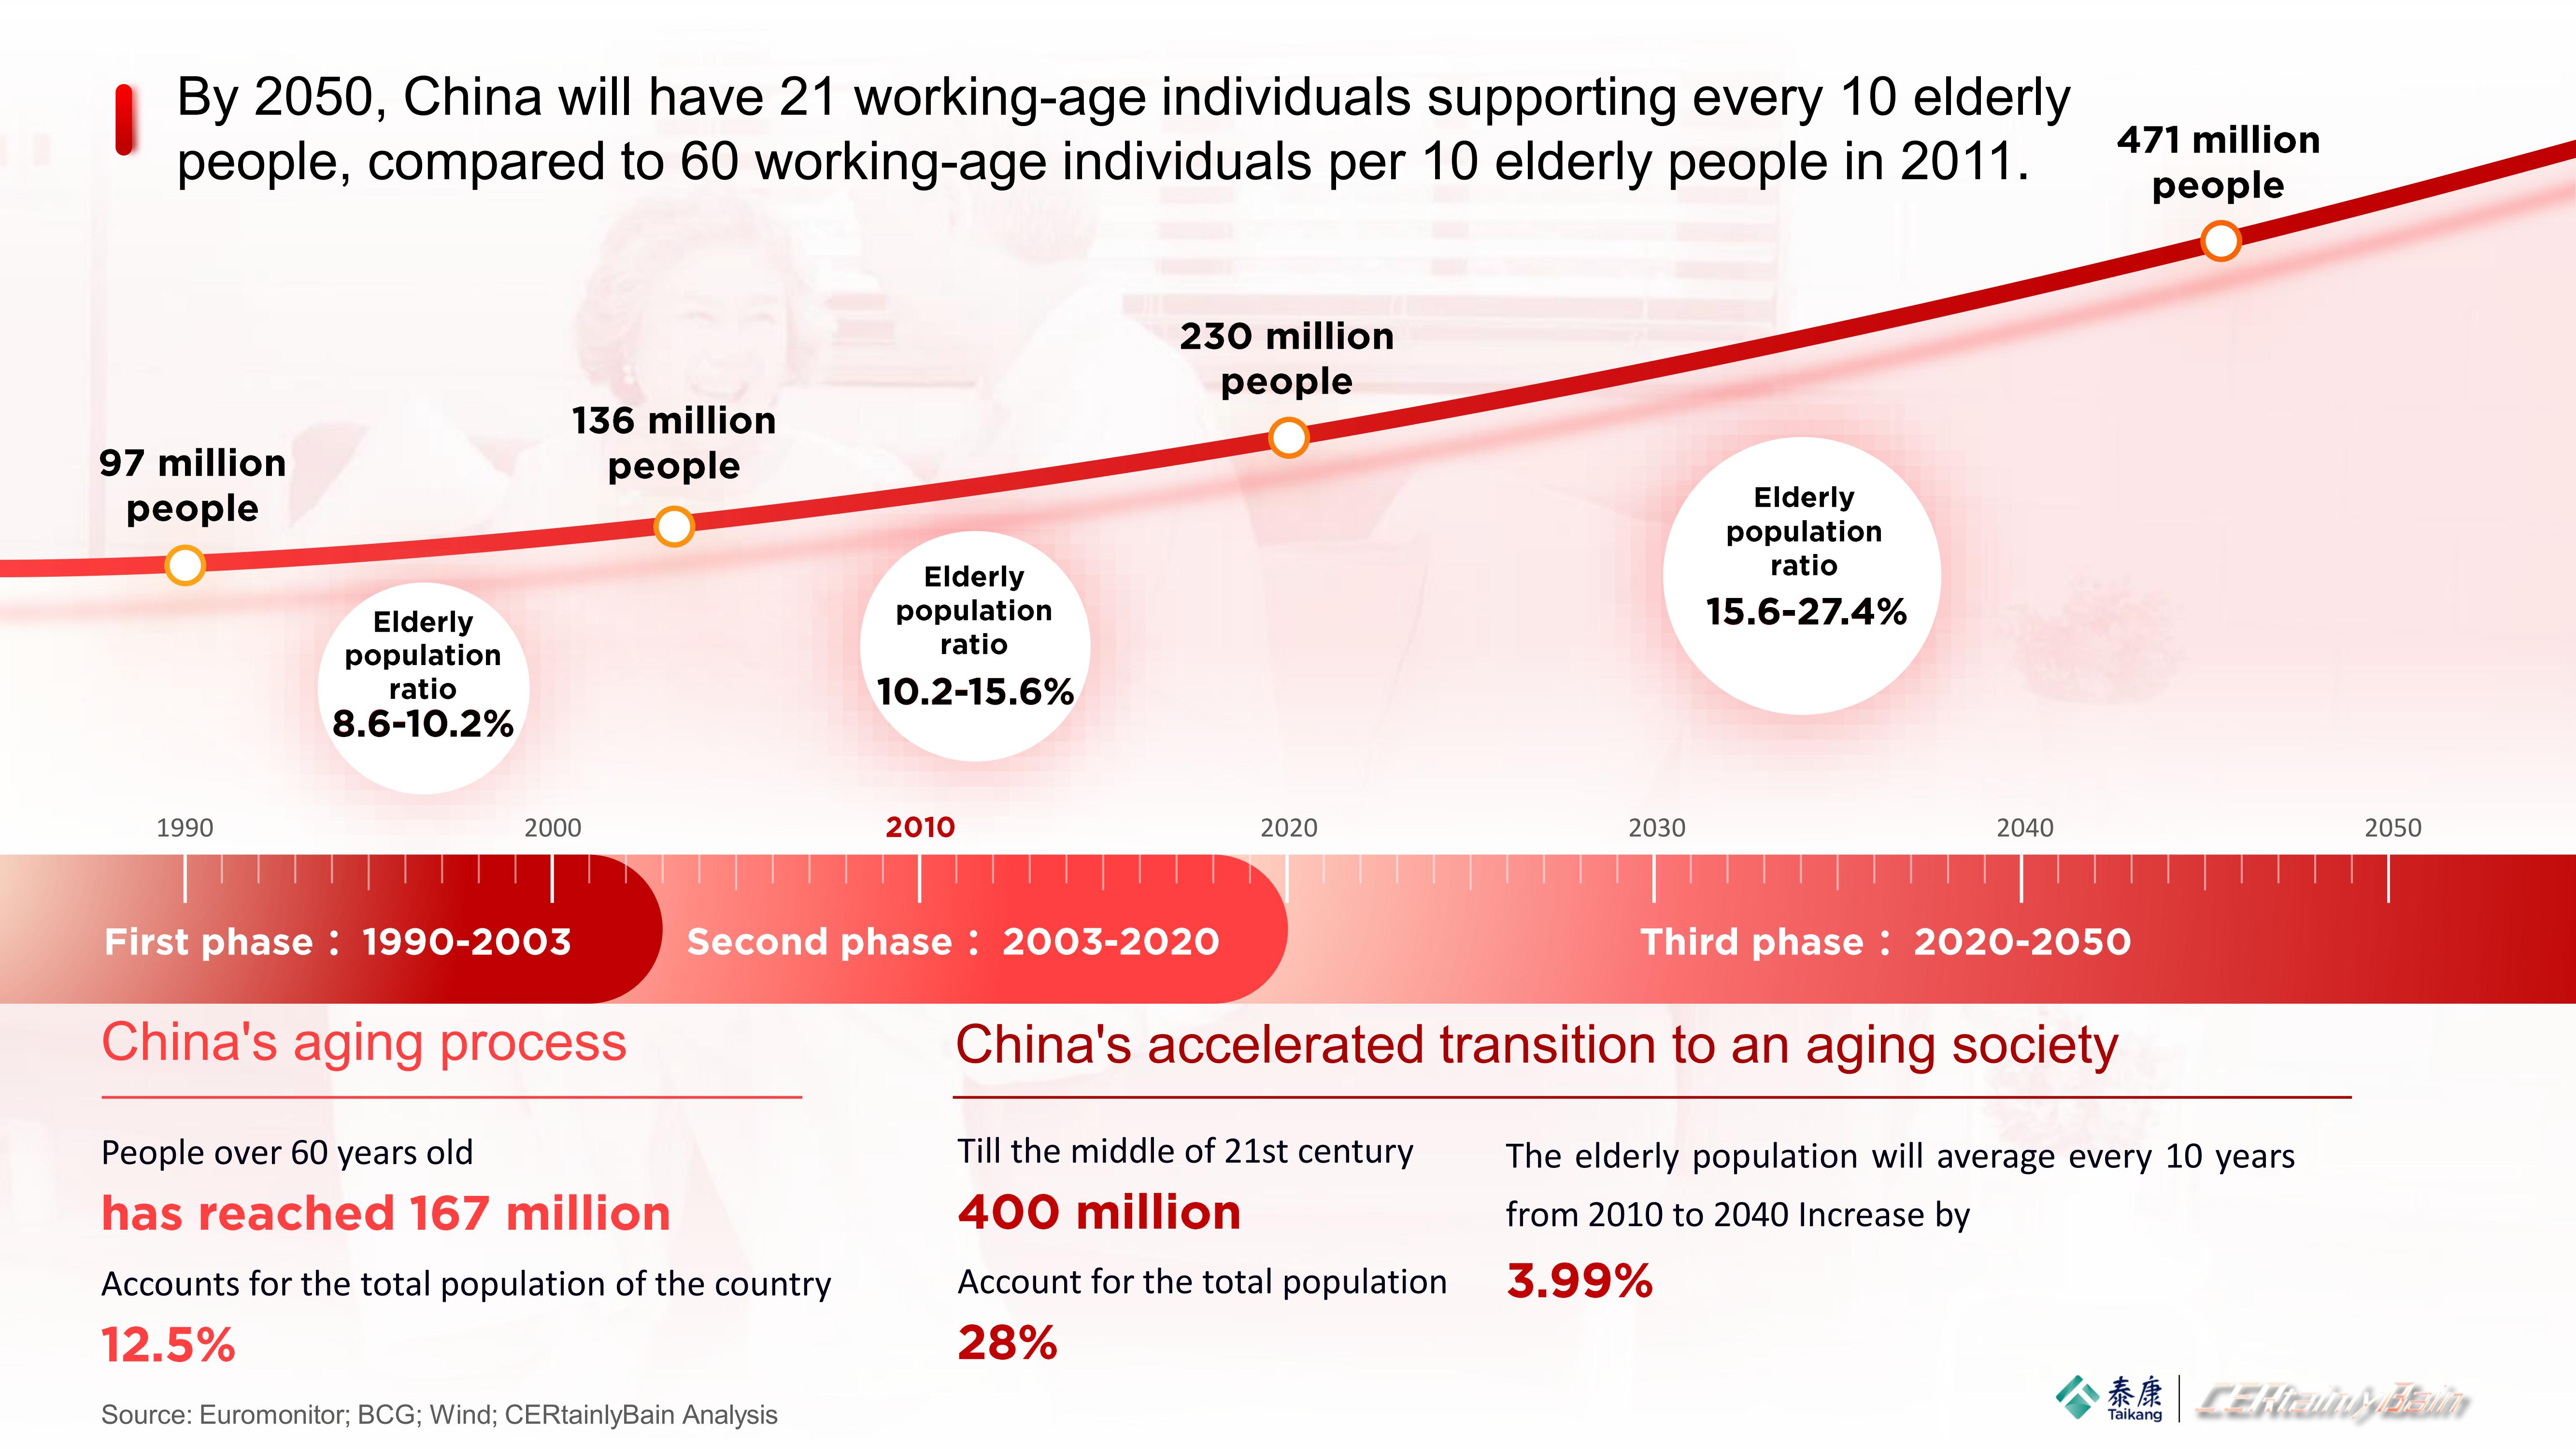 By 2050, China will have 21 working-age individuals supporting every 10 elderly
people, compared to 60 working-age individuals per 10 elderly people in 2011.
471 million
people
230 million
people
136 million
people
97 million
people
Elderly
population
ratio
8.6-10.2%
Elderly
population
ratio
10.2-15.6%
Elderly
population
ratio
15.6-27.4%
1990 2000 2010 2020 2030 2040 2050
First phase： 1990-2003
Second phase： 2003-2020
Third phase： 2020-2050
China's aging process
People over 60 years old
has reached 167 million
Accounts for the total population of the country
12.5%
China's accelerated transition to an aging society
Till the middle of 21st century
400 million
Account for the total population
28%
The elderly population will average every 10 years
from 2010 to 2040 Increase by
3.99%
Source: Euromonitor; BCG; Wind; CERtainlyBain Analysis
泰康
Taikang
CERtainlyBain